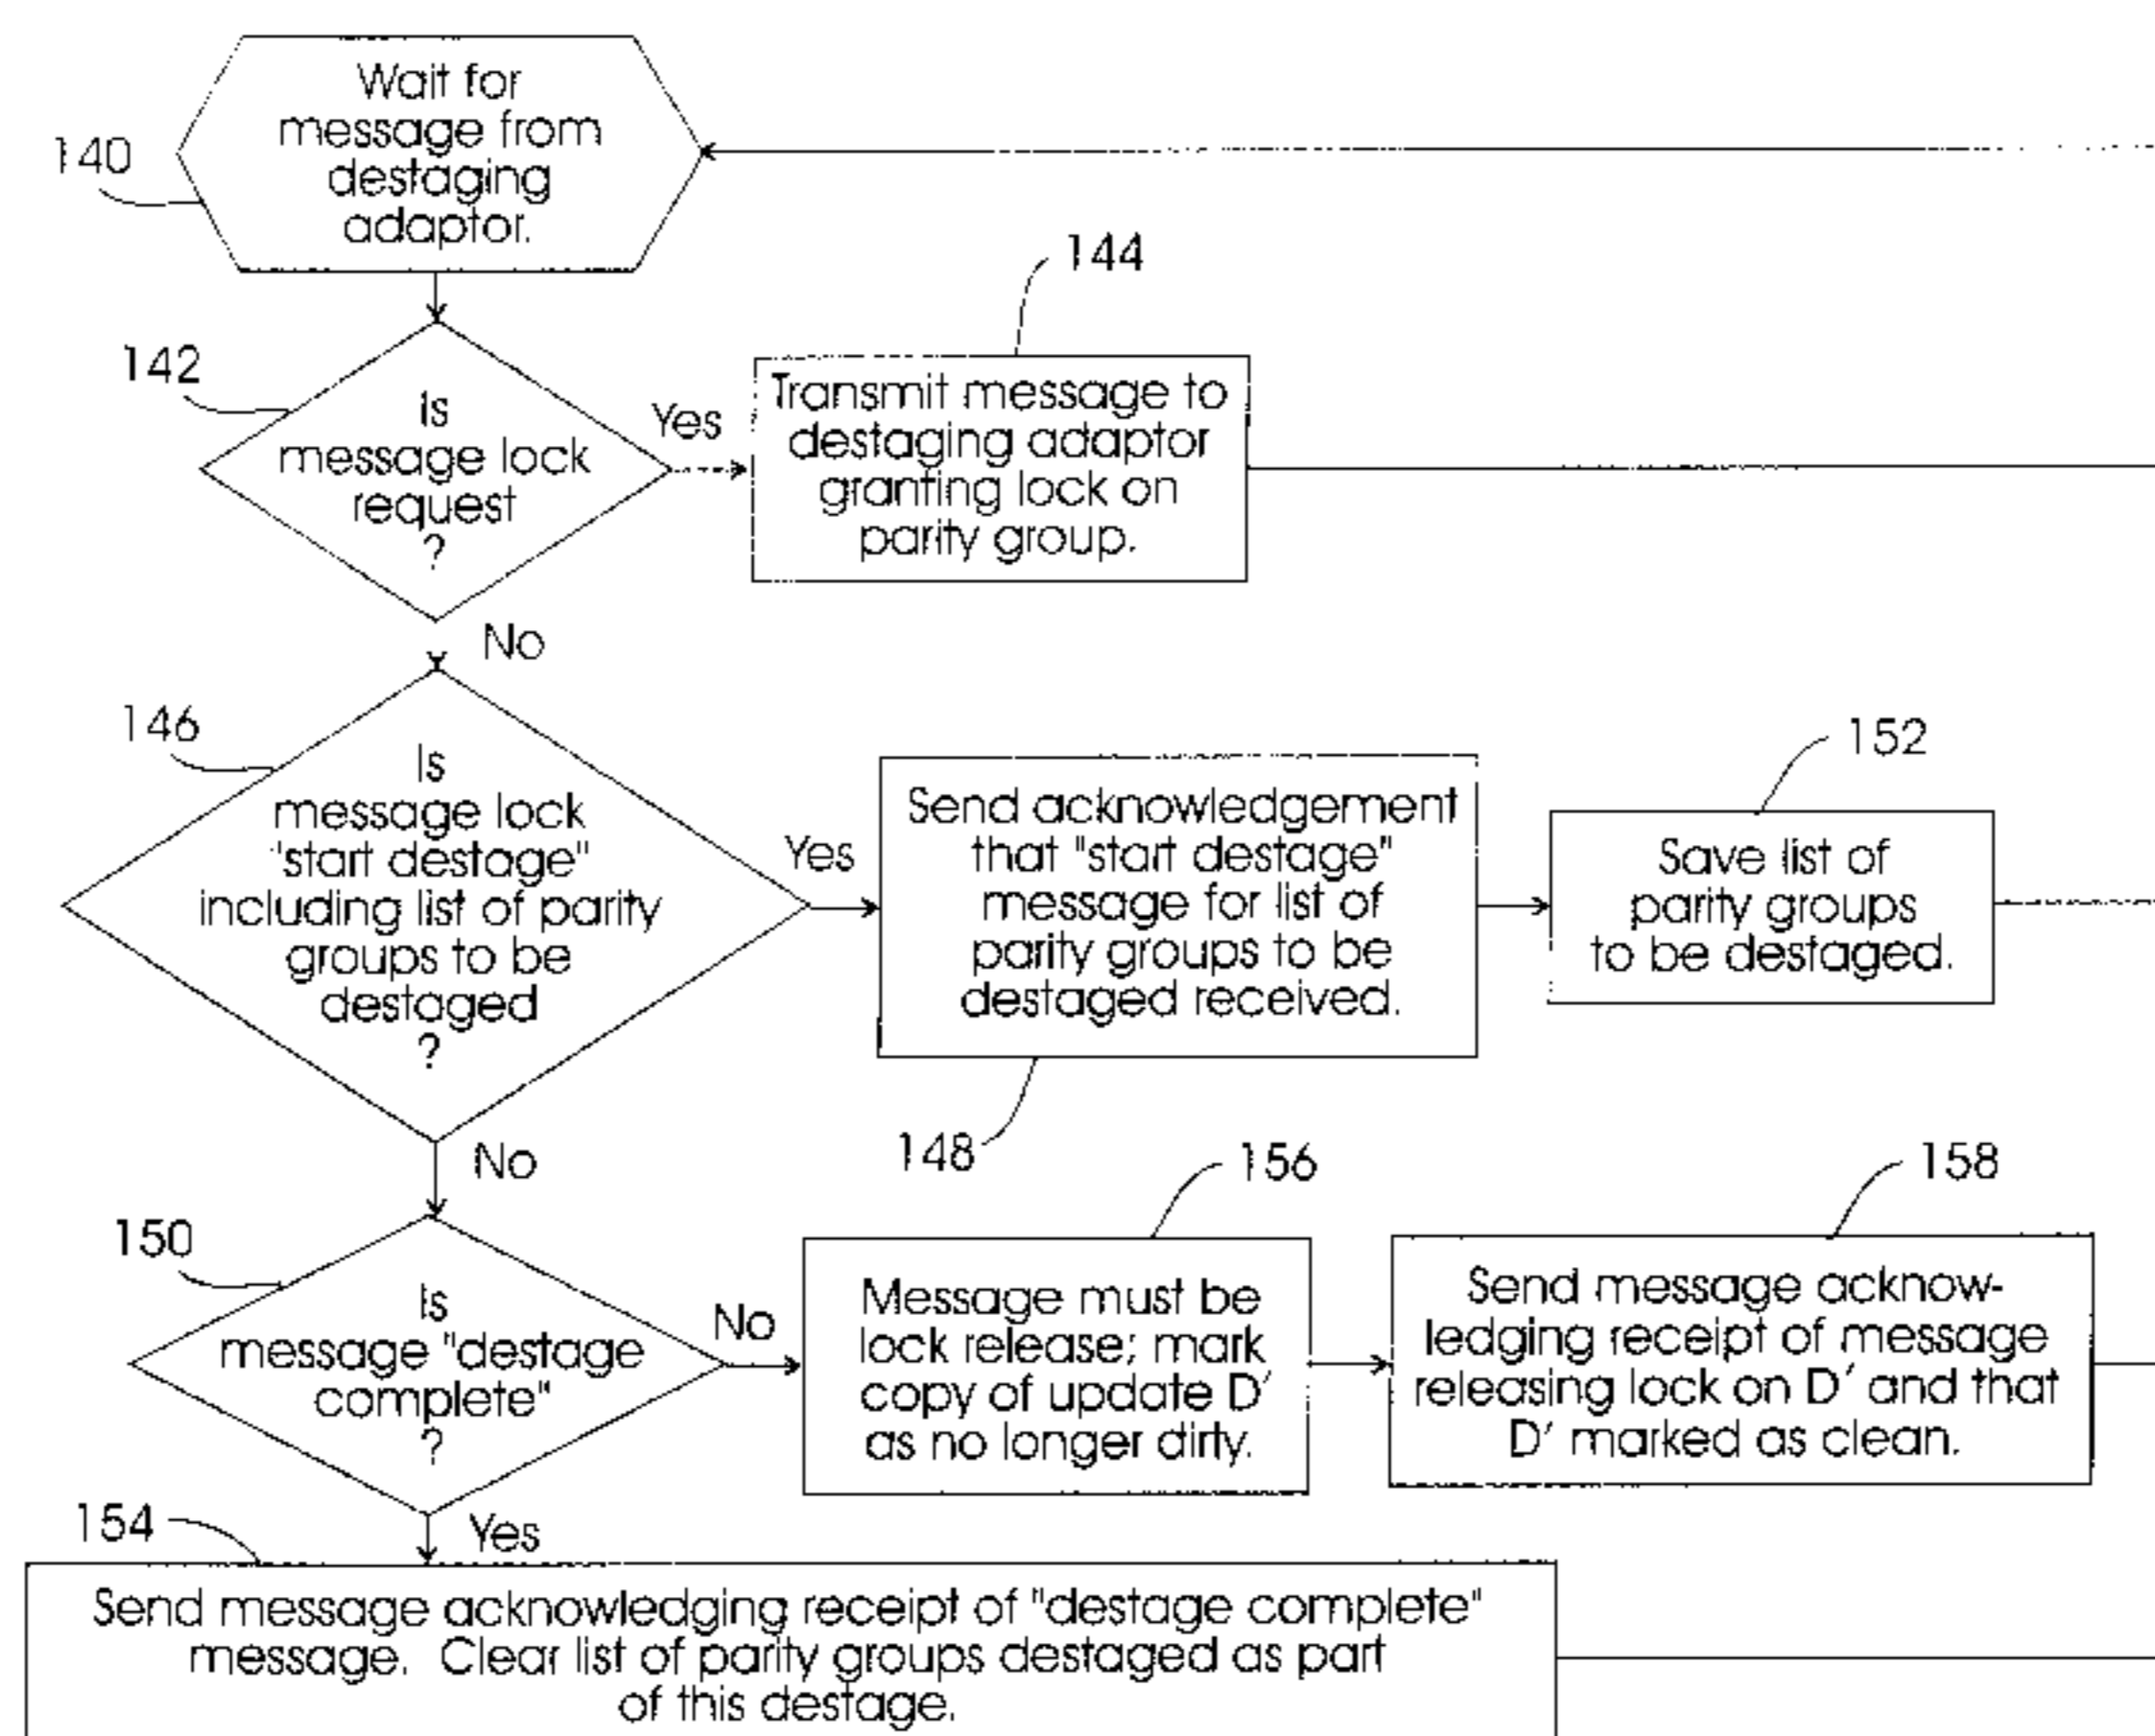 Wait for
message from
destaging
adaptor.
140
144
142
Is
message lock
request
?
Yes
Transmit message to
destaging adaptor
granting lock on
parity group.
No
146
Is
message lock
"start destage"
including list of parity
groups to be
destaged
?
Yes
Send acknowledgement
that "start destage"
message for list of
parity groups to be
destaged received.
148
152
Save list of
parity groups
to be destaged.
No
150
Is
message "destage
complete"
?
No
156
Message must be
lock release; mark
copy of update D'
as no longer dirty.
158
Send message acknow-
ledging receipt of message
releasing lock on D' and that
D' marked as clean.
154
Yes
Send message acknowledging receipt of "destage complete"
message. Clear list of parity groups destaged as part
of this destage.